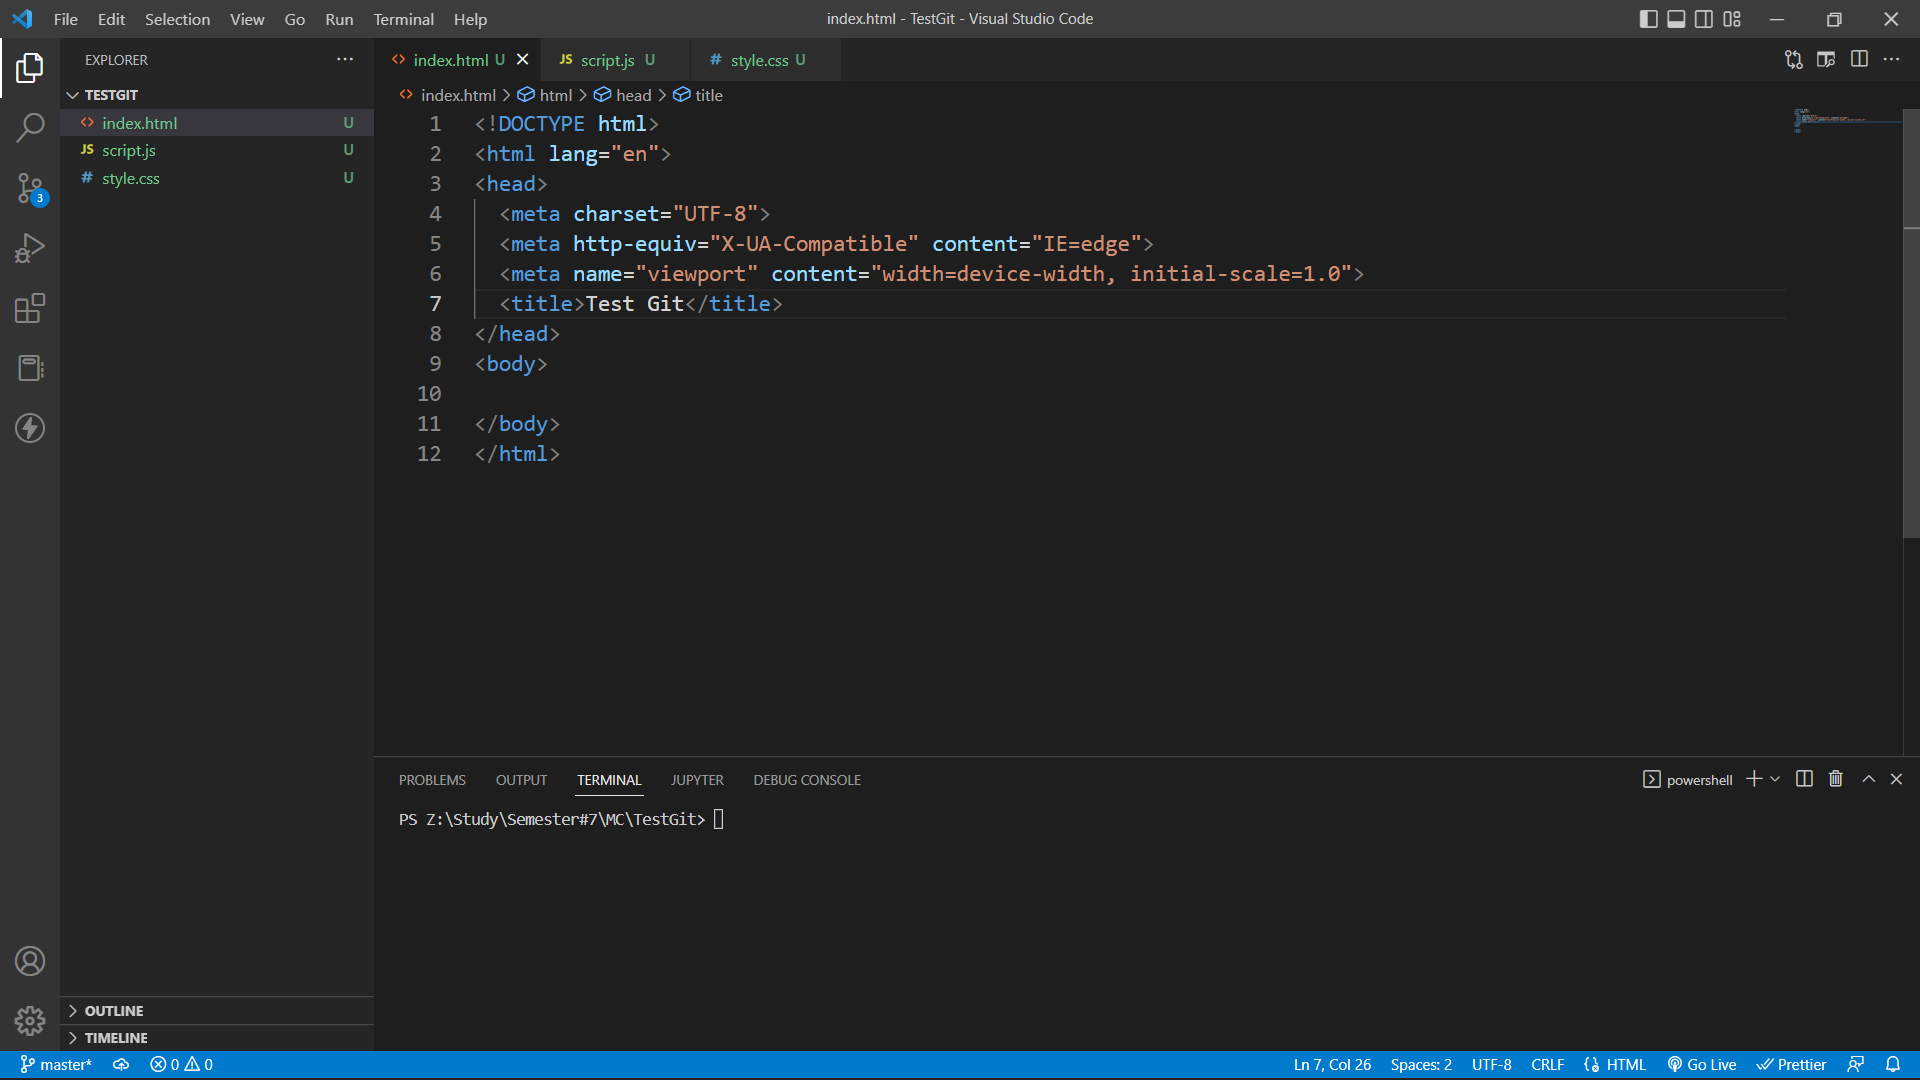 File Edit Selection View Go Run Terminal Help
index.html - TestGit - Visual Studio Code
EXPLORER
TESTGIT
index.html U
JS script.js U
# style.css U
index.html U
JS script.js U
# style.css U
index.html > html > head > title
1 <!DOCTYPE html>
2 <html lang="en">
3 <head>
4 <meta charset="UTF-8">
5 <meta http-equiv="X-UA-Compatible" content="IE=edge">
6 <meta name="viewport" content="width=device-width, initial-scale=1.0">
7 <title>Test Git</title>
8 </head>
9 <body>
10
11 </body>
12 </html>
3
PROBLEMS OUTPUT TERMINAL JUPYTER DEBUG CONSOLE
powershell
PS Z:\Study\Semester#7\MC\TestGit>
OUTLINE
TIMELINE
master* 0 0
Ln 7, Col 26 Spaces: 2 UTF-8 CRLF HTML Go Live Prettier